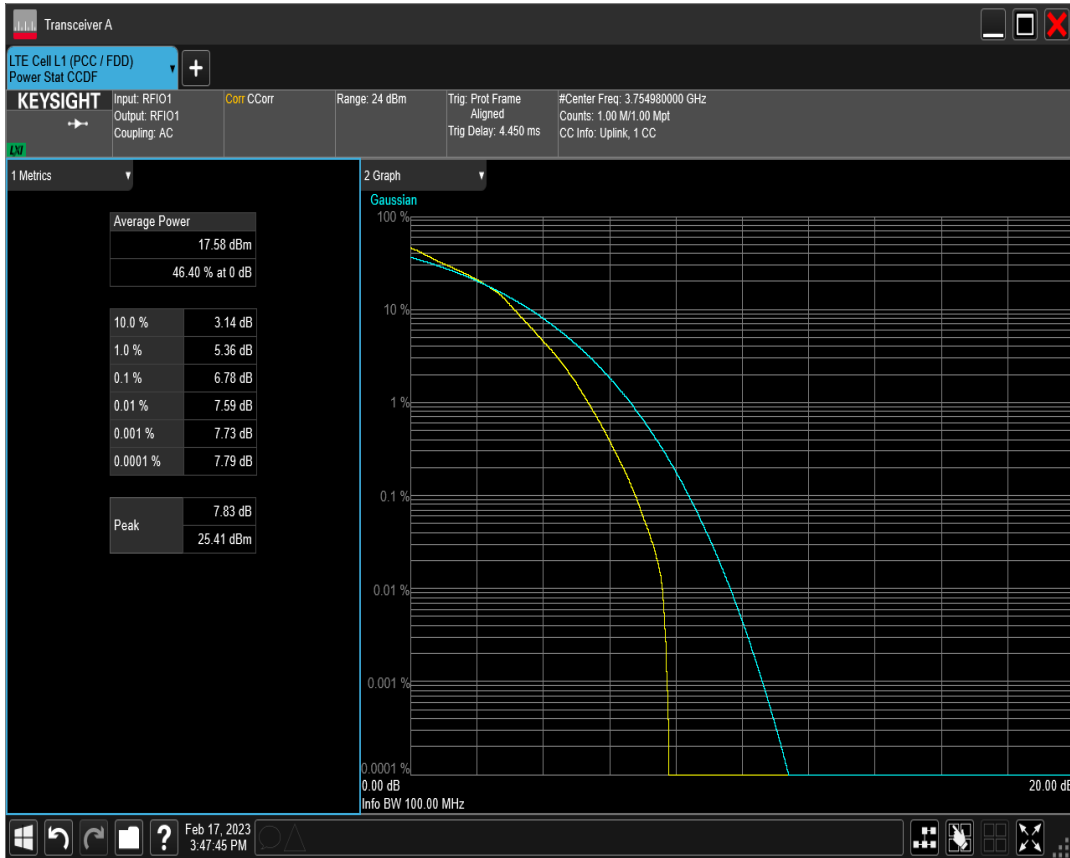 Transceiver A
LTE Cell L1 (PCC / FDD)
Power Stat CCDF
KEYSIGHT
LXI
Input: RFIO1
Output: RFIO1
Coupling: AC
Corr CCorr
Range: 24 dBm
Trig: Prot Frame
Aligned
Trig Delay: 4.450 ms
#Center Freq: 3.754980000 GHz
Counts: 1.00 M/1.00 Mpt
CC Info: Uplink, 1 CC
1 Metrics
Average Power
17.58 dBm
46.40 % at 0 dB
10.0 % 3.14 dB
1.0 % 5.36 dB
0.1 % 6.78 dB
0.01 % 7.59 dB
0.001 % 7.73 dB
0.0001 % 7.79 dB
Peak
7.83 dB
25.41 dBm
2 Graph
Gaussian
100 %
10 %
1 %
0.1 %
0.01 %
0.001 %
0.0001 %
0.00 dB
20.00 dB
Info BW 100.00 MHz
?
Feb 17, 2023
3:47:45 PM